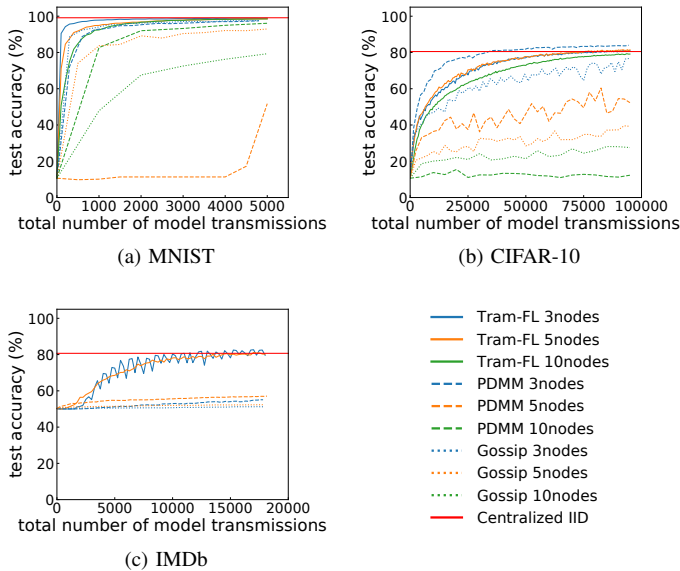 100
80
60
40
20
0
test accuracy (%)
0 1000 2000 3000 4000 5000
total number of model transmissions
(a) MNIST
100
80
60
40
20
0
test accuracy (%)
25000 50000 75000 100000
total number of model transmissions
(b) CIFAR-10
100
80
60
40
20
0
test accuracy (%)
0 5000 10000 15000 20000
total number of model transmissions
(c) IMDb
Tram-FL 3nodes
Tram-FL 5nodes
Tram-FL 10nodes
PDMM 3nodes
PDMM 5nodes
PDMM 10nodes
Gossip 3nodes
Gossip 5nodes
Gossip 10nodes
Centralized IID